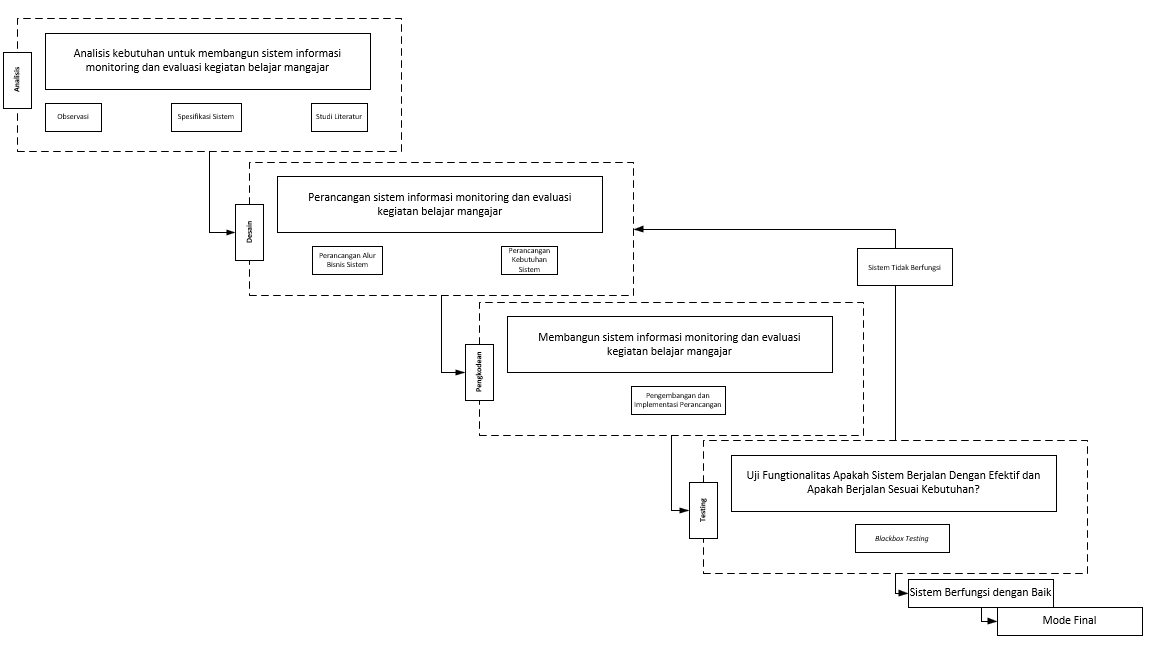 Analisis
Analisis kebutuhan untuk membangun sistem informasi
monitoring dan evaluasi kegiatan belajar mangajar
Observasi
Spesifikasi Sistem
Studi Literatur
Desain
Perancangan sistem informasi monitoring dan evaluasi
kegiatan belajar mangajar
Perancangan Alur
Bisnis Sistem
Perancangan
Kebutuhan
Sistem
Sistem Tidak Berfungsi
Pengkodean
Membangun sistem informasi monitoring dan evaluasi
kegiatan belajar mangajar
Pengembangan dan
Implementasi Perancangan
Testing
Uji Fungtionalitas Apakah Sistem Berjalan Dengan Efektif dan
Apakah Berjalan Sesuai Kebutuhan?
Blackbox Testing
Sistem Berfungsi dengan Baik
Mode Final